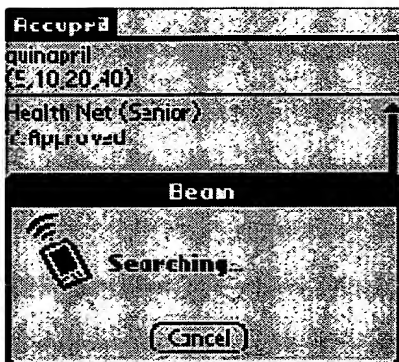 Accupril
quinapril
(5,10,20,40)
Health Net (Senior)
Approved
Beam
Searching...
Cancel